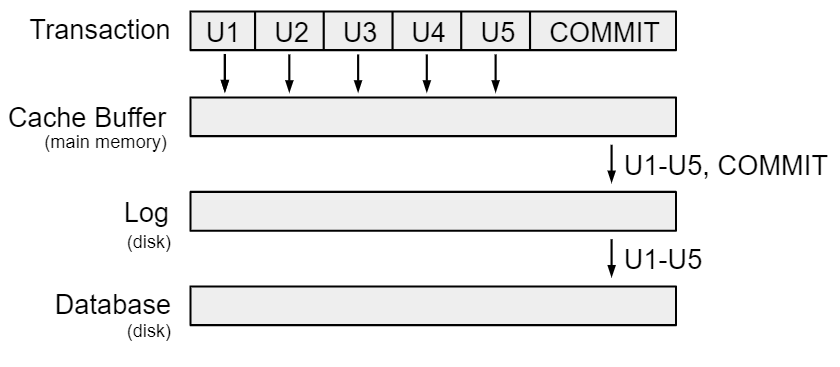 Transaction U1 U2 U3 U4 U5 COMMIT
Cache Buffer
(main memory)
U1-U5, COMMIT
Log
(disk)
U1-U5
Database
(disk)